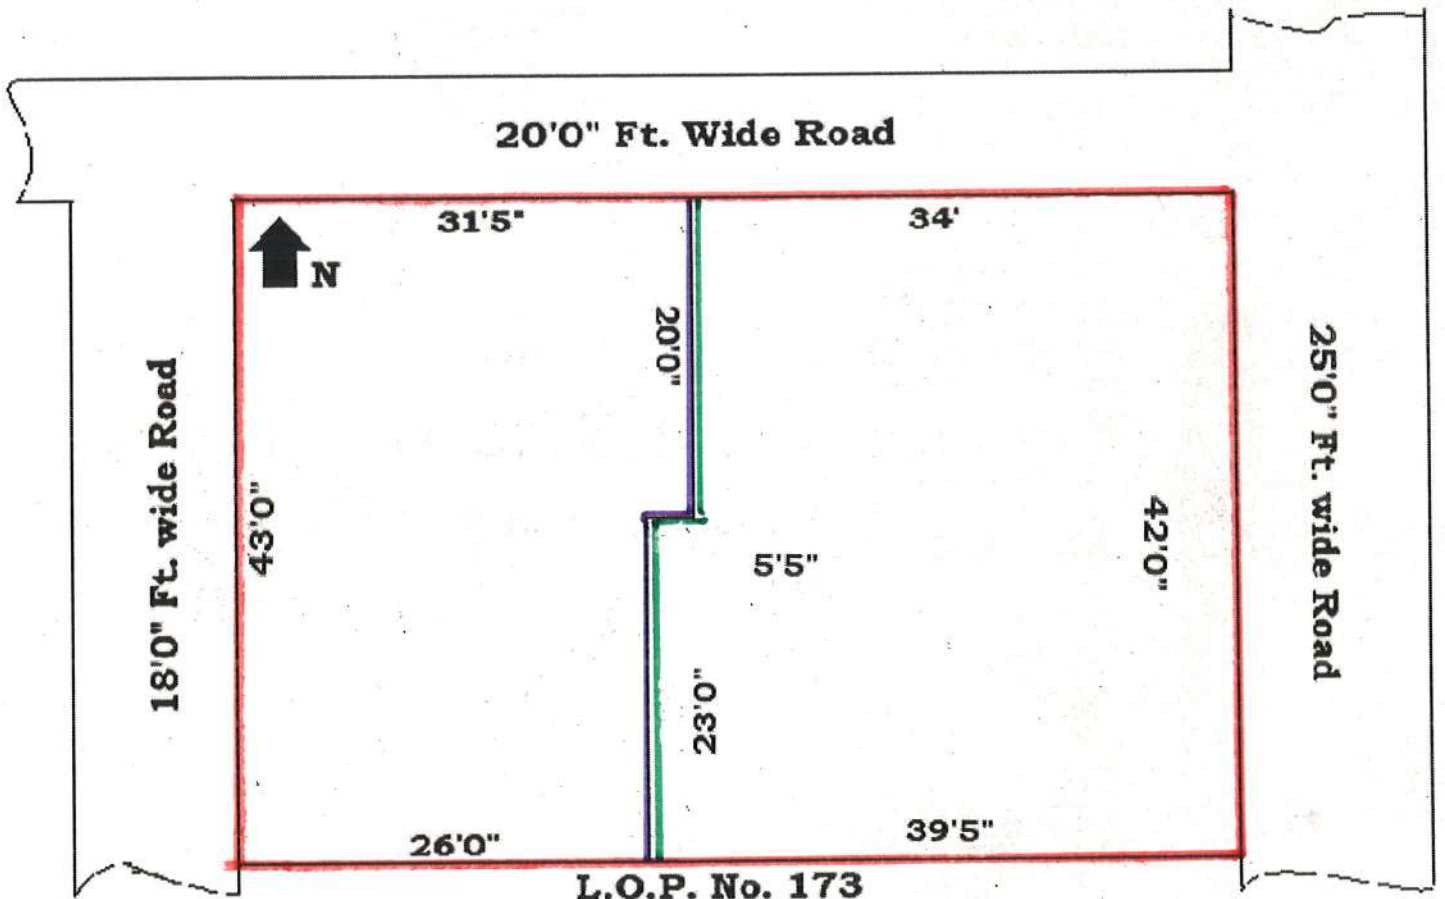 20'0" Ft. Wide Road
31'5"
34'
N
20'0"
18'0" Ft. wide Road
43'0"
5'5"
42'0"
25'0" Ft. wide Road
23'0"
26'0"
39'5"
L.O.P. No. 173